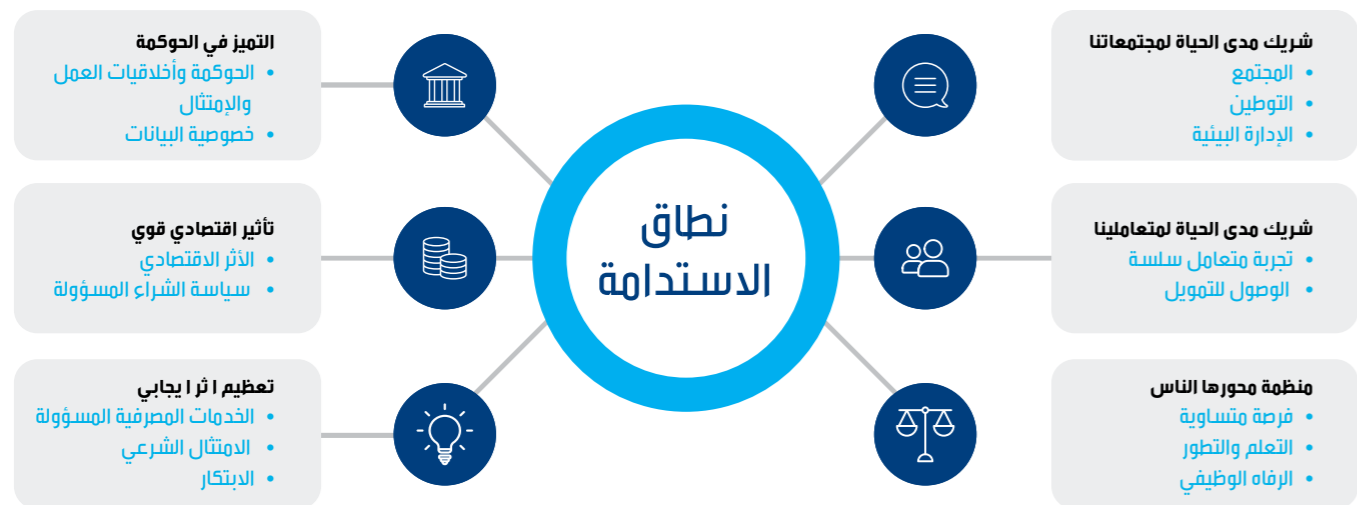 شريك مدى الحياة لمجتمعاتنا
• المجتمع
• التوطين
• الإدارة البيئية
شريك مدى الحياة لمتعاملينا
• تجربة متعامل سلسة
• الوصول للتمويل
منظمة محورها الناس
• فرصة متساوية
• التعلم والتطور
• الرفاه الوظيفي
نطاق
الاستدامة
التميز في الحوكمة
• الحوكمة وأخلاقيات العمل
والإمتثال
• خصوصية البيانات
تأثير اقتصادي قوي
• الأثر الاقتصادي
• سياسة الشراء المسؤولة
تعظيم ا ثر ا يجابي
• الخدمات المصرفية المسؤولة
• الامتثال الشرعي
• الابتكار